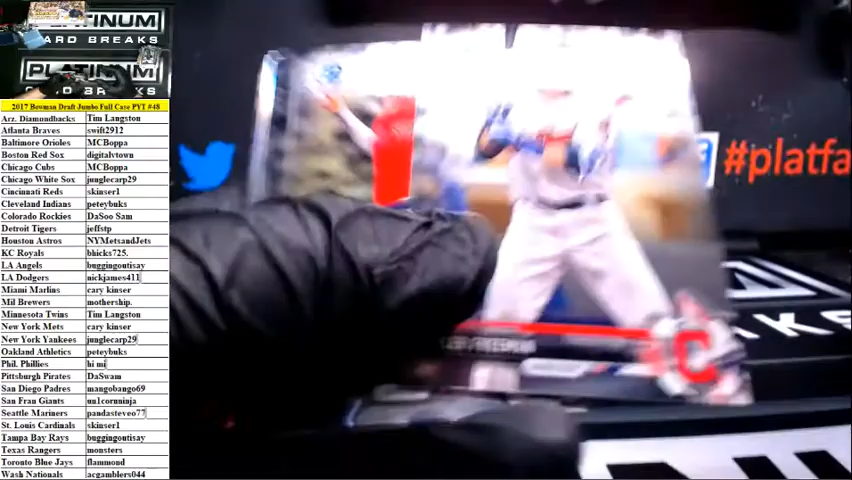 PLATINUM
ARD BREAKS
PLATINUM
C RD BREAKS
2017 Bowman Draft Jumbo Full Case PYT #48
Arz. Diamondbacks Tim Langston
Atlanta Braves swift2912
Baltimore Orioles MCBoppa
Boston Red Sox digitalvtown
Chicago Cubs MCBoppa
Chicago White Sox junglecarp29
Cincinnati Reds skinser1
Cleveland Indians peteybuks
Colorado Rockies DaSoo Sam
Detroit Tigers jeffstp
Houston Astros NYMetsandJets
KC Royals bhicks725.
LA Angels buggingoutisay
LA Dodgers nickjames411
Miami Marlins cary kinser
Mil Brewers mothership.
Minnesota Twins Tim Langston
New York Mets cary kinser
New York Yankees junglecarp29
Oakland Athletics peteybuks
Phil. Phillies hi mi
Pittsburgh Pirates DaSwam
San Diego Padres mangobango69
San Fran Giants un1cornninja
Seattle Mariners pandasteveo77
St. Louis Cardinals skinser1
Tampa Bay Rays buggingoutisay
Texas Rangers monsters
Toronto Blue Jays flammond
Wash Nationals acgamblers044
#platfa
C
KS